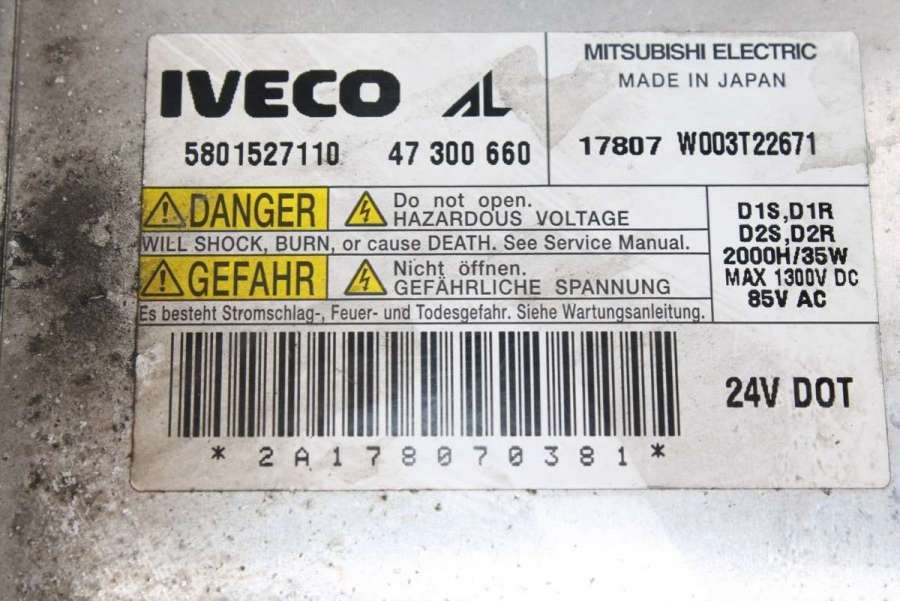 IVECO AL
5801527110 47 300 660
MITSUBISHI ELECTRIC
MADE IN JAPAN
17807 W003T22671
DANGER Do not open.
HAZARDOUS VOLTAGE
WILL SHOCK, BURN, or cause DEATH. See Service Manual.
GEFAHR Nicht öffnen.
GEFÄHRLICHE SPANNUNG
Es besteht Stromschlag-, Feuer- und Todesgefahr. Siehe Wartungsanleitung.
D1S,D1R
D2S,D2R
2000H/35W
MAX 1300V DC
85V AC
24V DOT
*2A178070381*